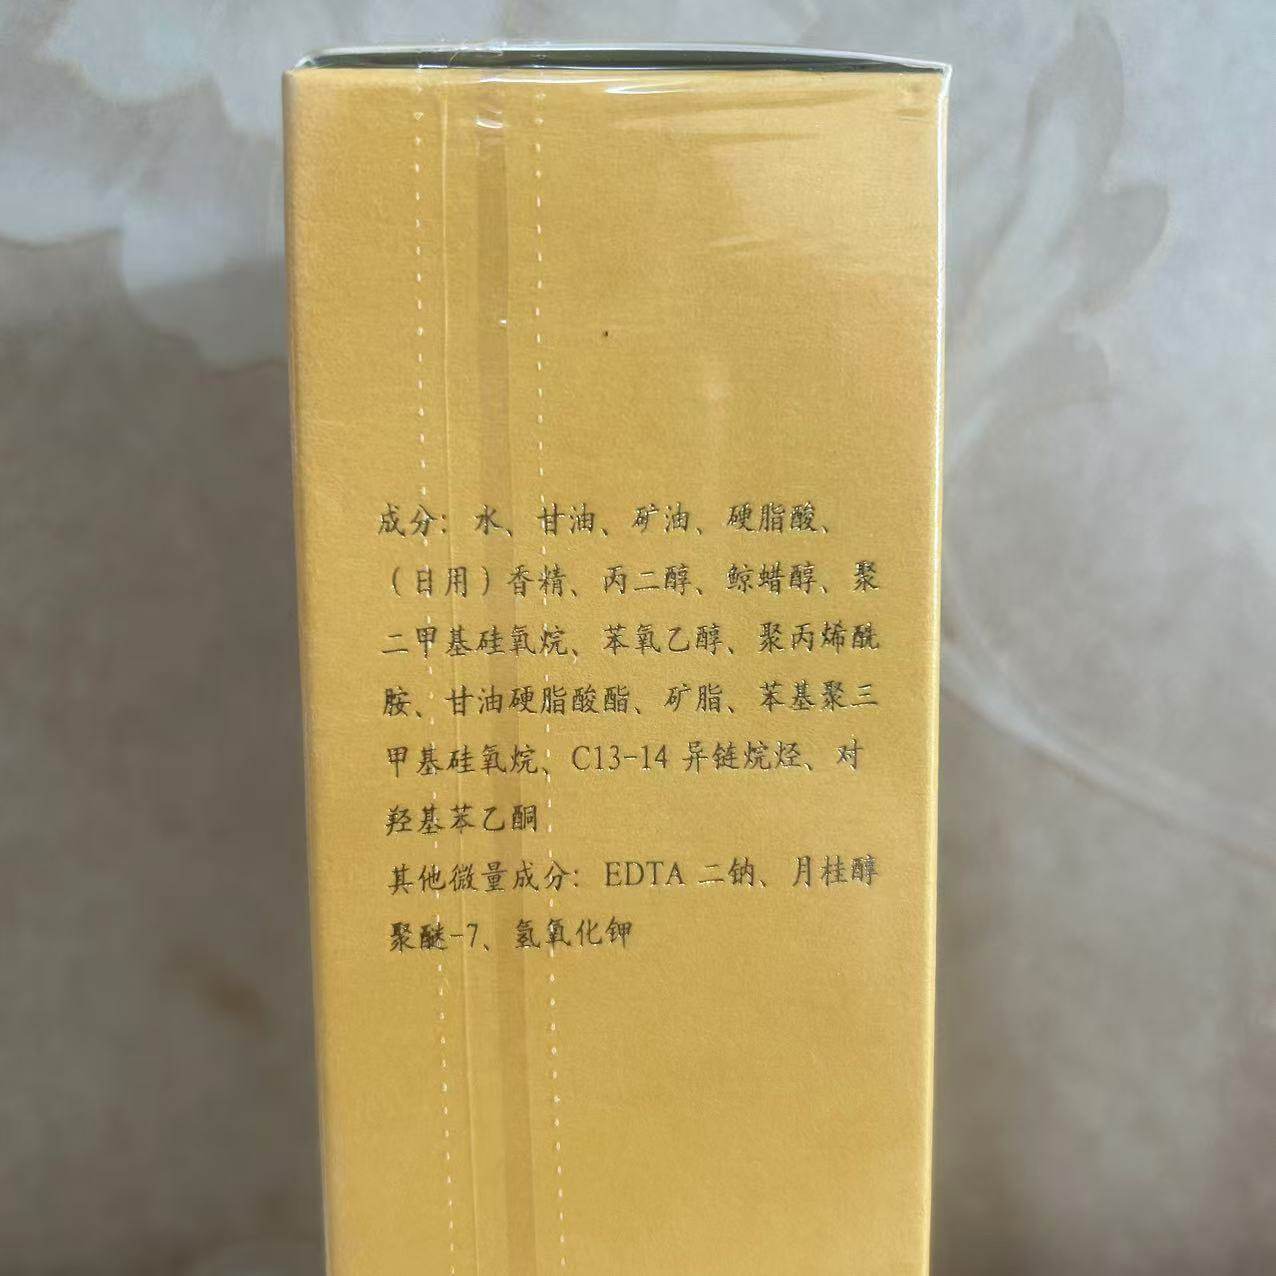 成分：水、甘油、矿油、硬脂酸、
（日用）香精、丙二醇、鲸蜡醇、聚
二甲基硅氧烷、苯氧乙醇、聚丙烯酰
胺、甘油硬脂酸酯、矿脂、苯基聚三
甲基硅氧烷、C13-14 异链烷烃、对
羟基苯乙酮
其他微量成分：EDTA 二钠、月桂醇
聚醚-7、氢氧化钾